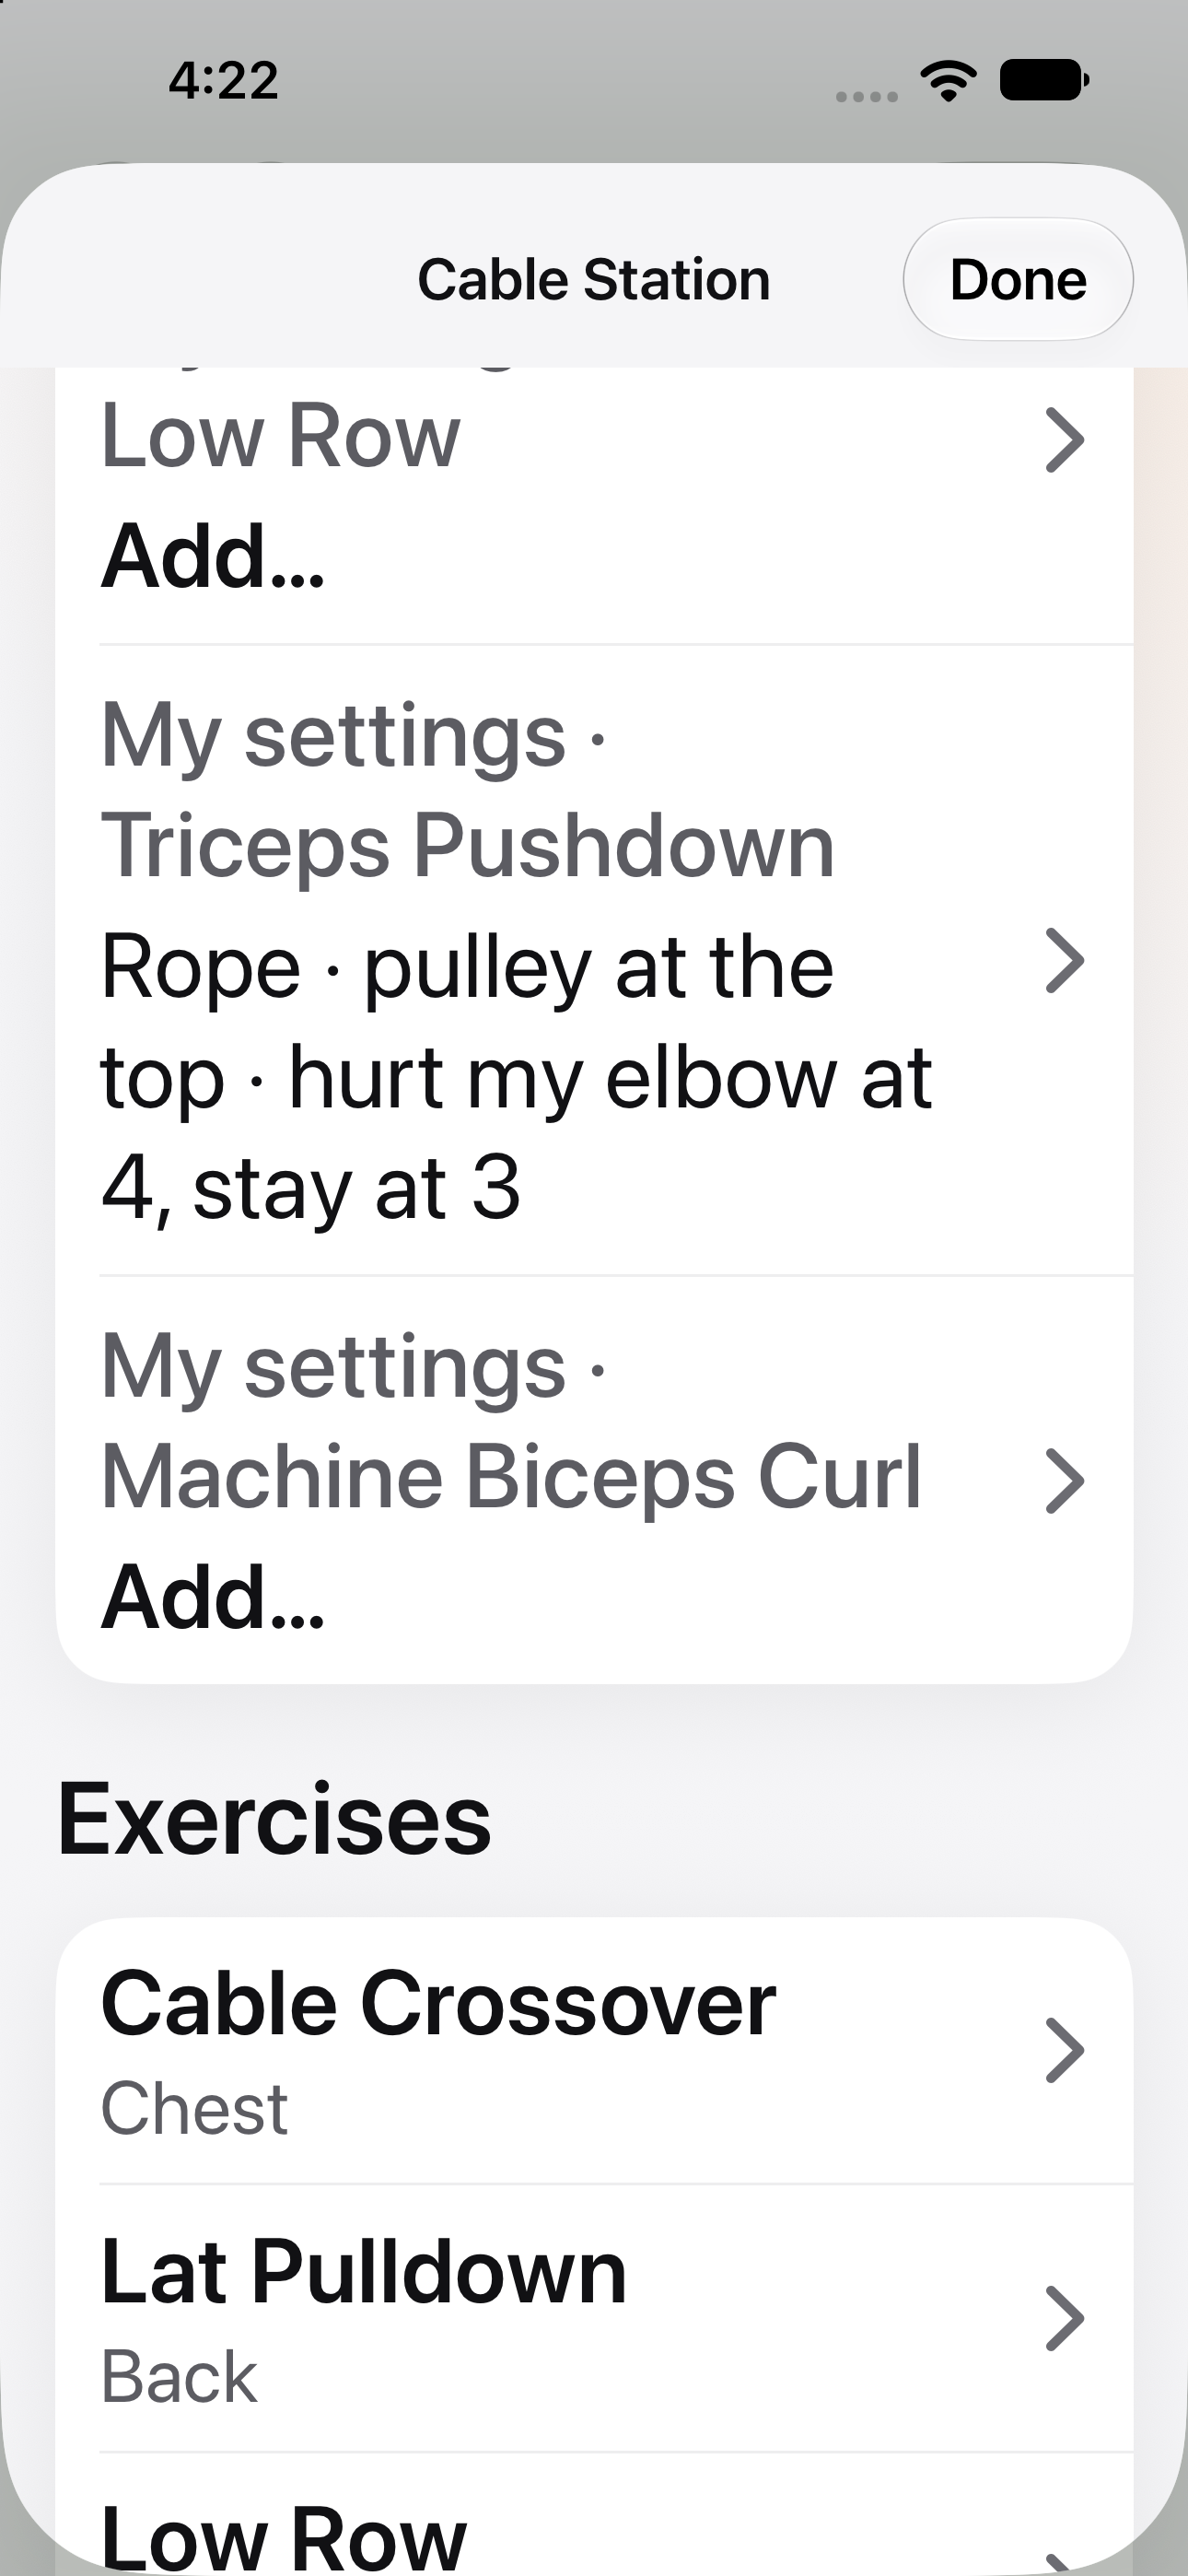 4:22
Cable Station
Done
Low Row
Add...
My settings ·
Triceps Pushdown
Rope · pulley at the
top · hurt my elbow at
4, stay at 3
My settings ·
Machine Biceps Curl
Add...
Exercises
Cable Crossover
Chest
Lat Pulldown
Back
Low Row